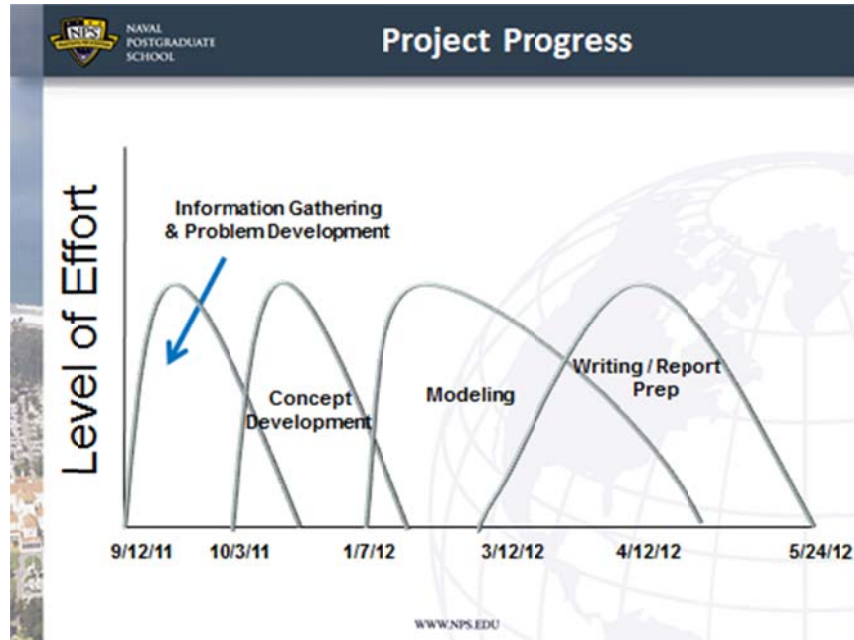 NPS
NAVAL
POSTGRADUATE
SCHOOL
Project Progress
Level of Effort
Information Gathering
& Problem Development
Concept
Development
Modeling
Writing / Report
Prep
9/12/11 10/3/11 1/7/12 3/12/12 4/12/12 5/24/12
WWW.NPS.EDU